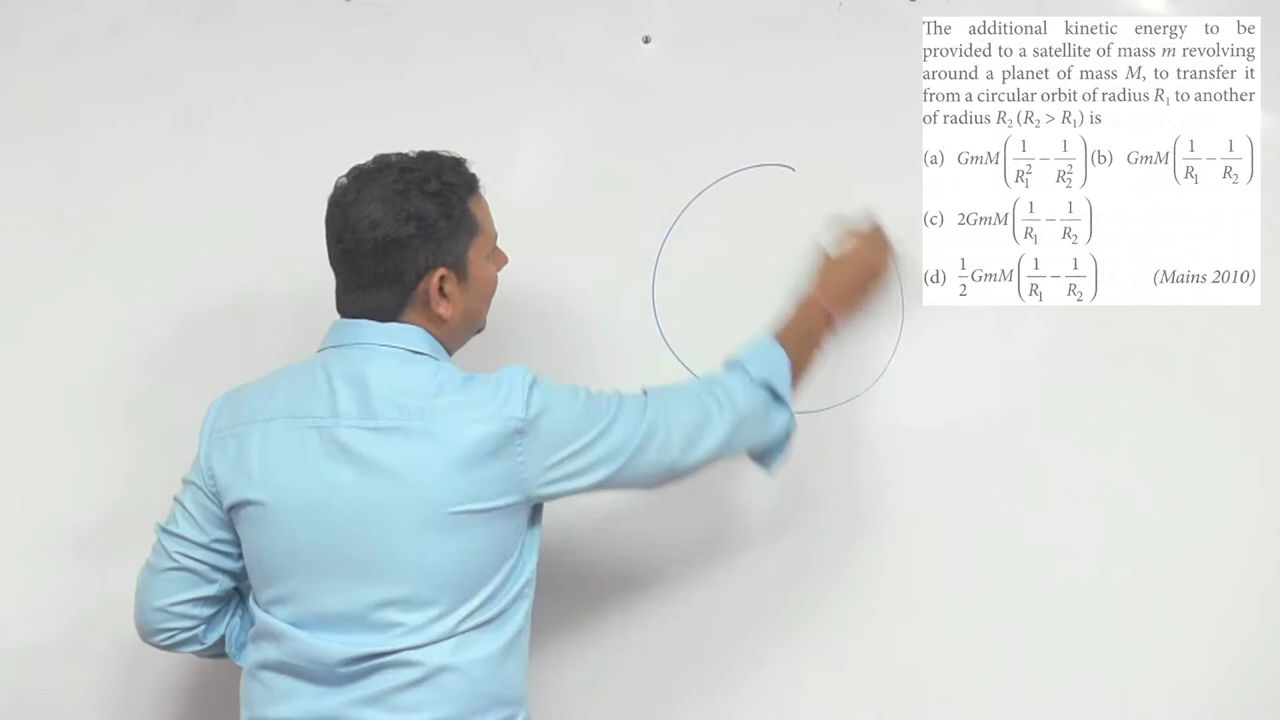 The additional kinetic energy to be
provided to a satellite of mass m revolving
around a planet of mass M, to transfer it
from a circular orbit of radius R₁ to another
of radius R₂ (R₂ > R₁) is
(a) GmM(1/R₁² − 1/R₂²) (b) GmM(1/R₁ − 1/R₂)
(c) 2GmM(1/R₁ − 1/R₂)
(d) 1/2 GmM(1/R₁ − 1/R₂) (Mains 2010)